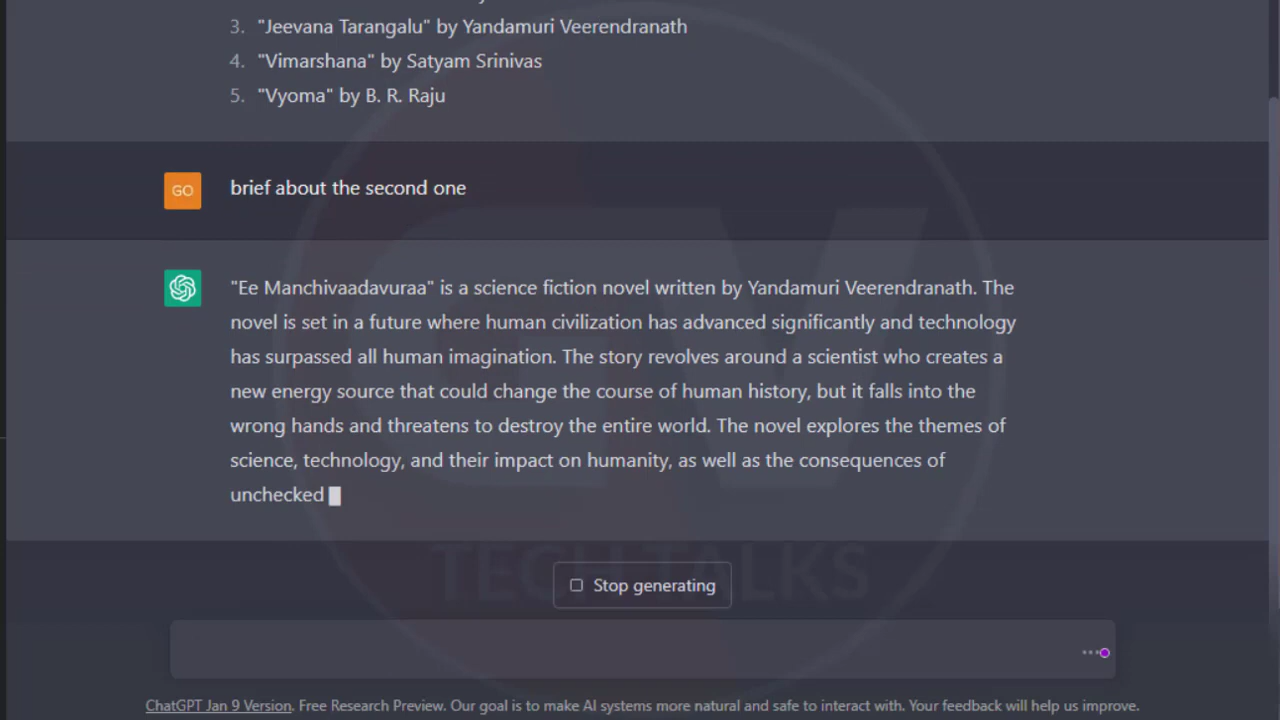 3. "Jeevana Tarangalu" by Yandamuri Veerendranath
4. "Vimarshana" by Satyam Srinivas
5. "Vyoma" by B. R. Raju
GO brief about the second one
"Ee Manchivaadavuraa" is a science fiction novel written by Yandamuri Veerendranath. The
novel is set in a future where human civilization has advanced significantly and technology
has surpassed all human imagination. The story revolves around a scientist who creates a
new energy source that could change the course of human history, but it falls into the
wrong hands and threatens to destroy the entire world. The novel explores the themes of
science, technology, and their impact on humanity, as well as the consequences of
unchecked
GV
TECH TALKS
Stop generating
ChatGPT Jan 9 Version. Free Research Preview. Our goal is to make AI systems more natural and safe to interact with. Your feedback will help us improve.